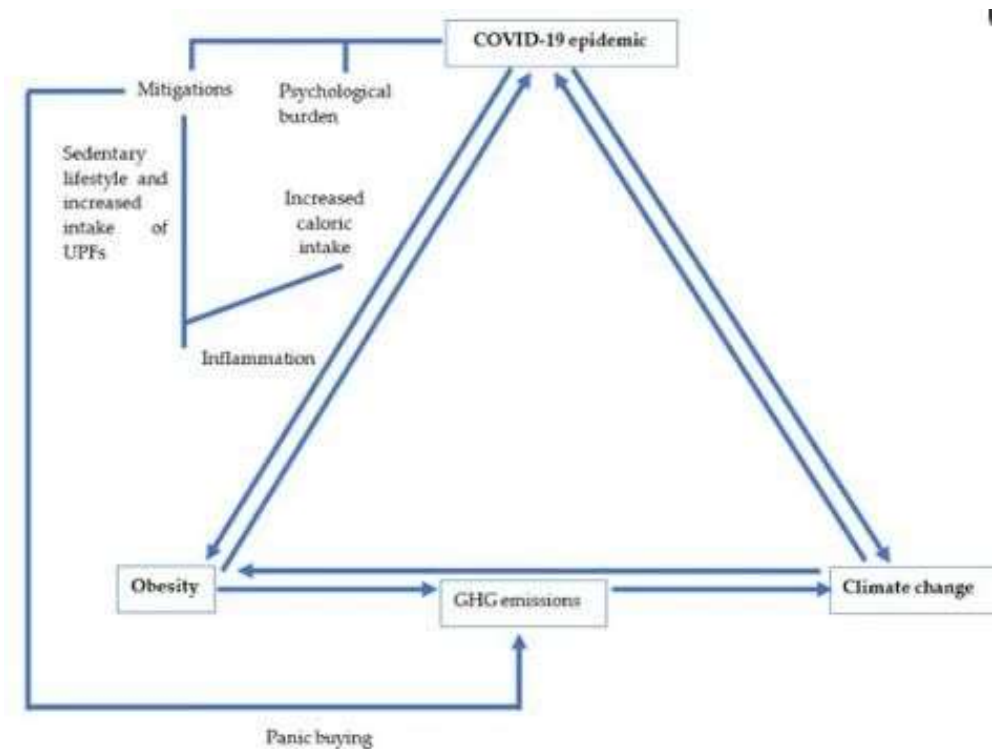 COVID-19 epidemic
Mitigations
Psychological
burden
Sedentary
lifestyle and
increased
intake of
UPFs
Increased
caloric
intake
Inflammation
Obesity
GHG emissions
Climate change
Panic buying